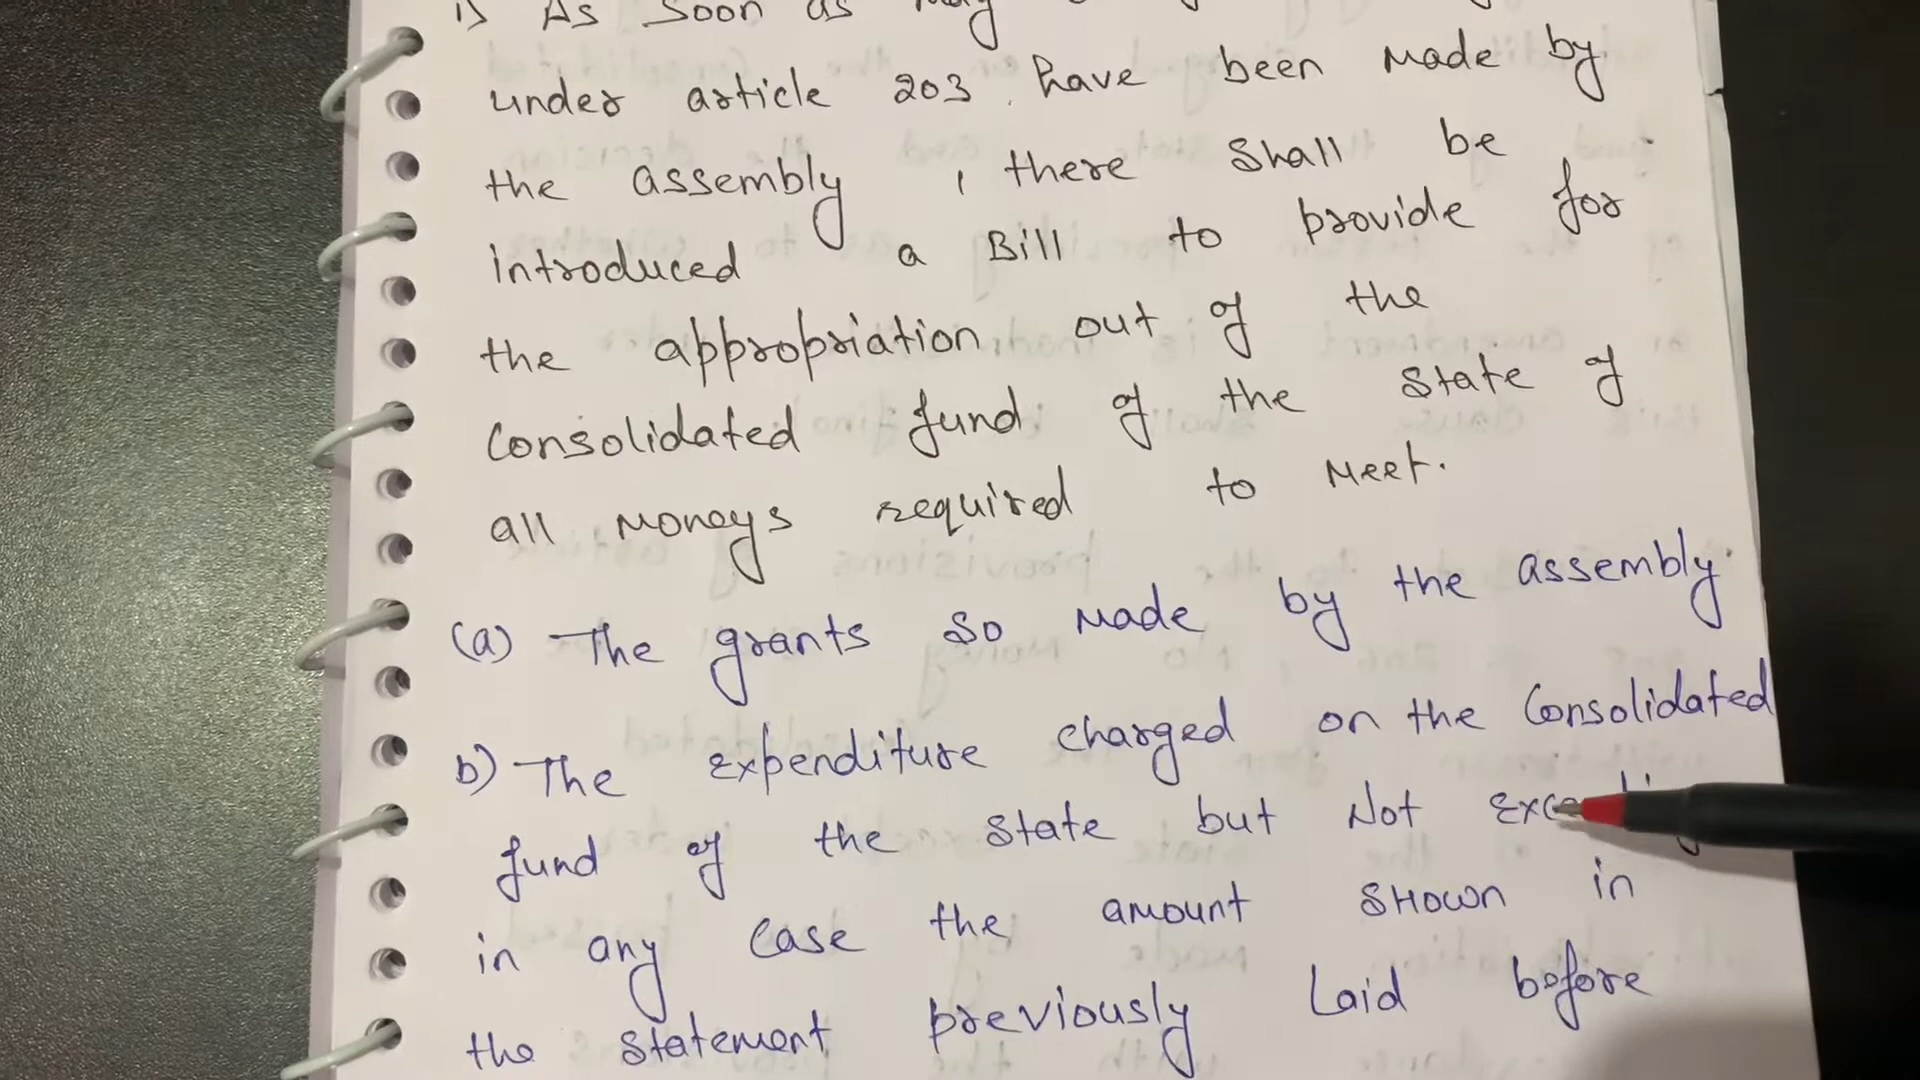 1) As Soon as may
under article 203 have been made by
the assembly, there shall be
introduced a Bill to provide for
the appropriation out of the
Consolidated fund of the State of
all moneys required to meet.
(a) The grants so made by the assembly
b) The expenditure charged on the Consolidated
fund of the state but Not
in any case the amount shown in
the statement previously Laid before